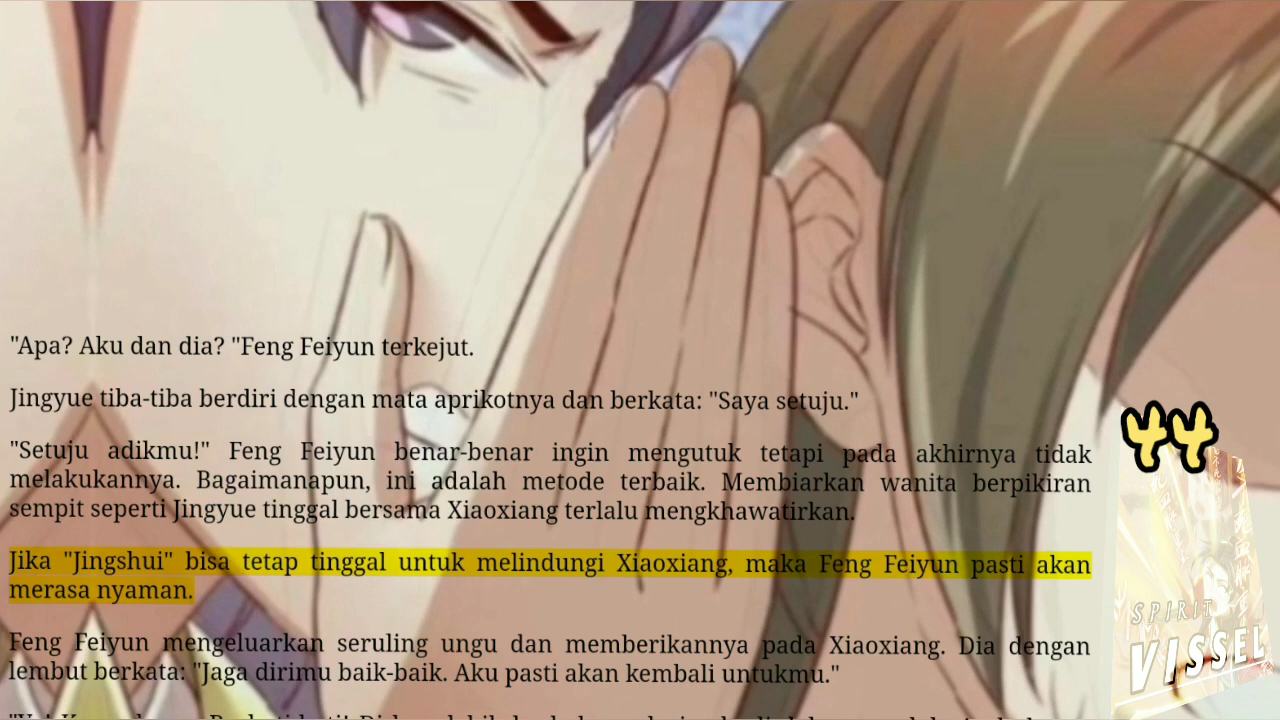 "Apa? Aku dan dia? "Feng Feiyun terkejut.
Jingyue tiba-tiba berdiri dengan mata aprikotnya dan berkata: "Saya setuju."
"Setuju adikmu!" Feng Feiyun benar-benar ingin mengutuk tetapi pada akhirnya tidak
melakukannya. Bagaimanapun, ini adalah metode terbaik. Membiarkan wanita berpikiran
sempit seperti Jingyue tinggal bersama Xiaoxiang terlalu mengkhawatirkan.
Jika "Jingshui" bisa tetap tinggal untuk melindungi Xiaoxiang, maka Feng Feiyun pasti akan
merasa nyaman.
Feng Feiyun mengeluarkan seruling ungu dan memberikannya pada Xiaoxiang. Dia dengan
lembut berkata: "Jaga dirimu baik-baik. Aku pasti akan kembali untukmu."
SPIRIT
VISSEL